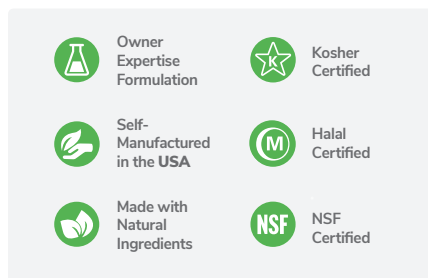 Owner
Expertise
Formulation
K
Kosher
Certified
Self-
Manufactured
in the USA
M
Halal
Certified
Made with
Natural
Ingredients
NSF
NSF
Certified